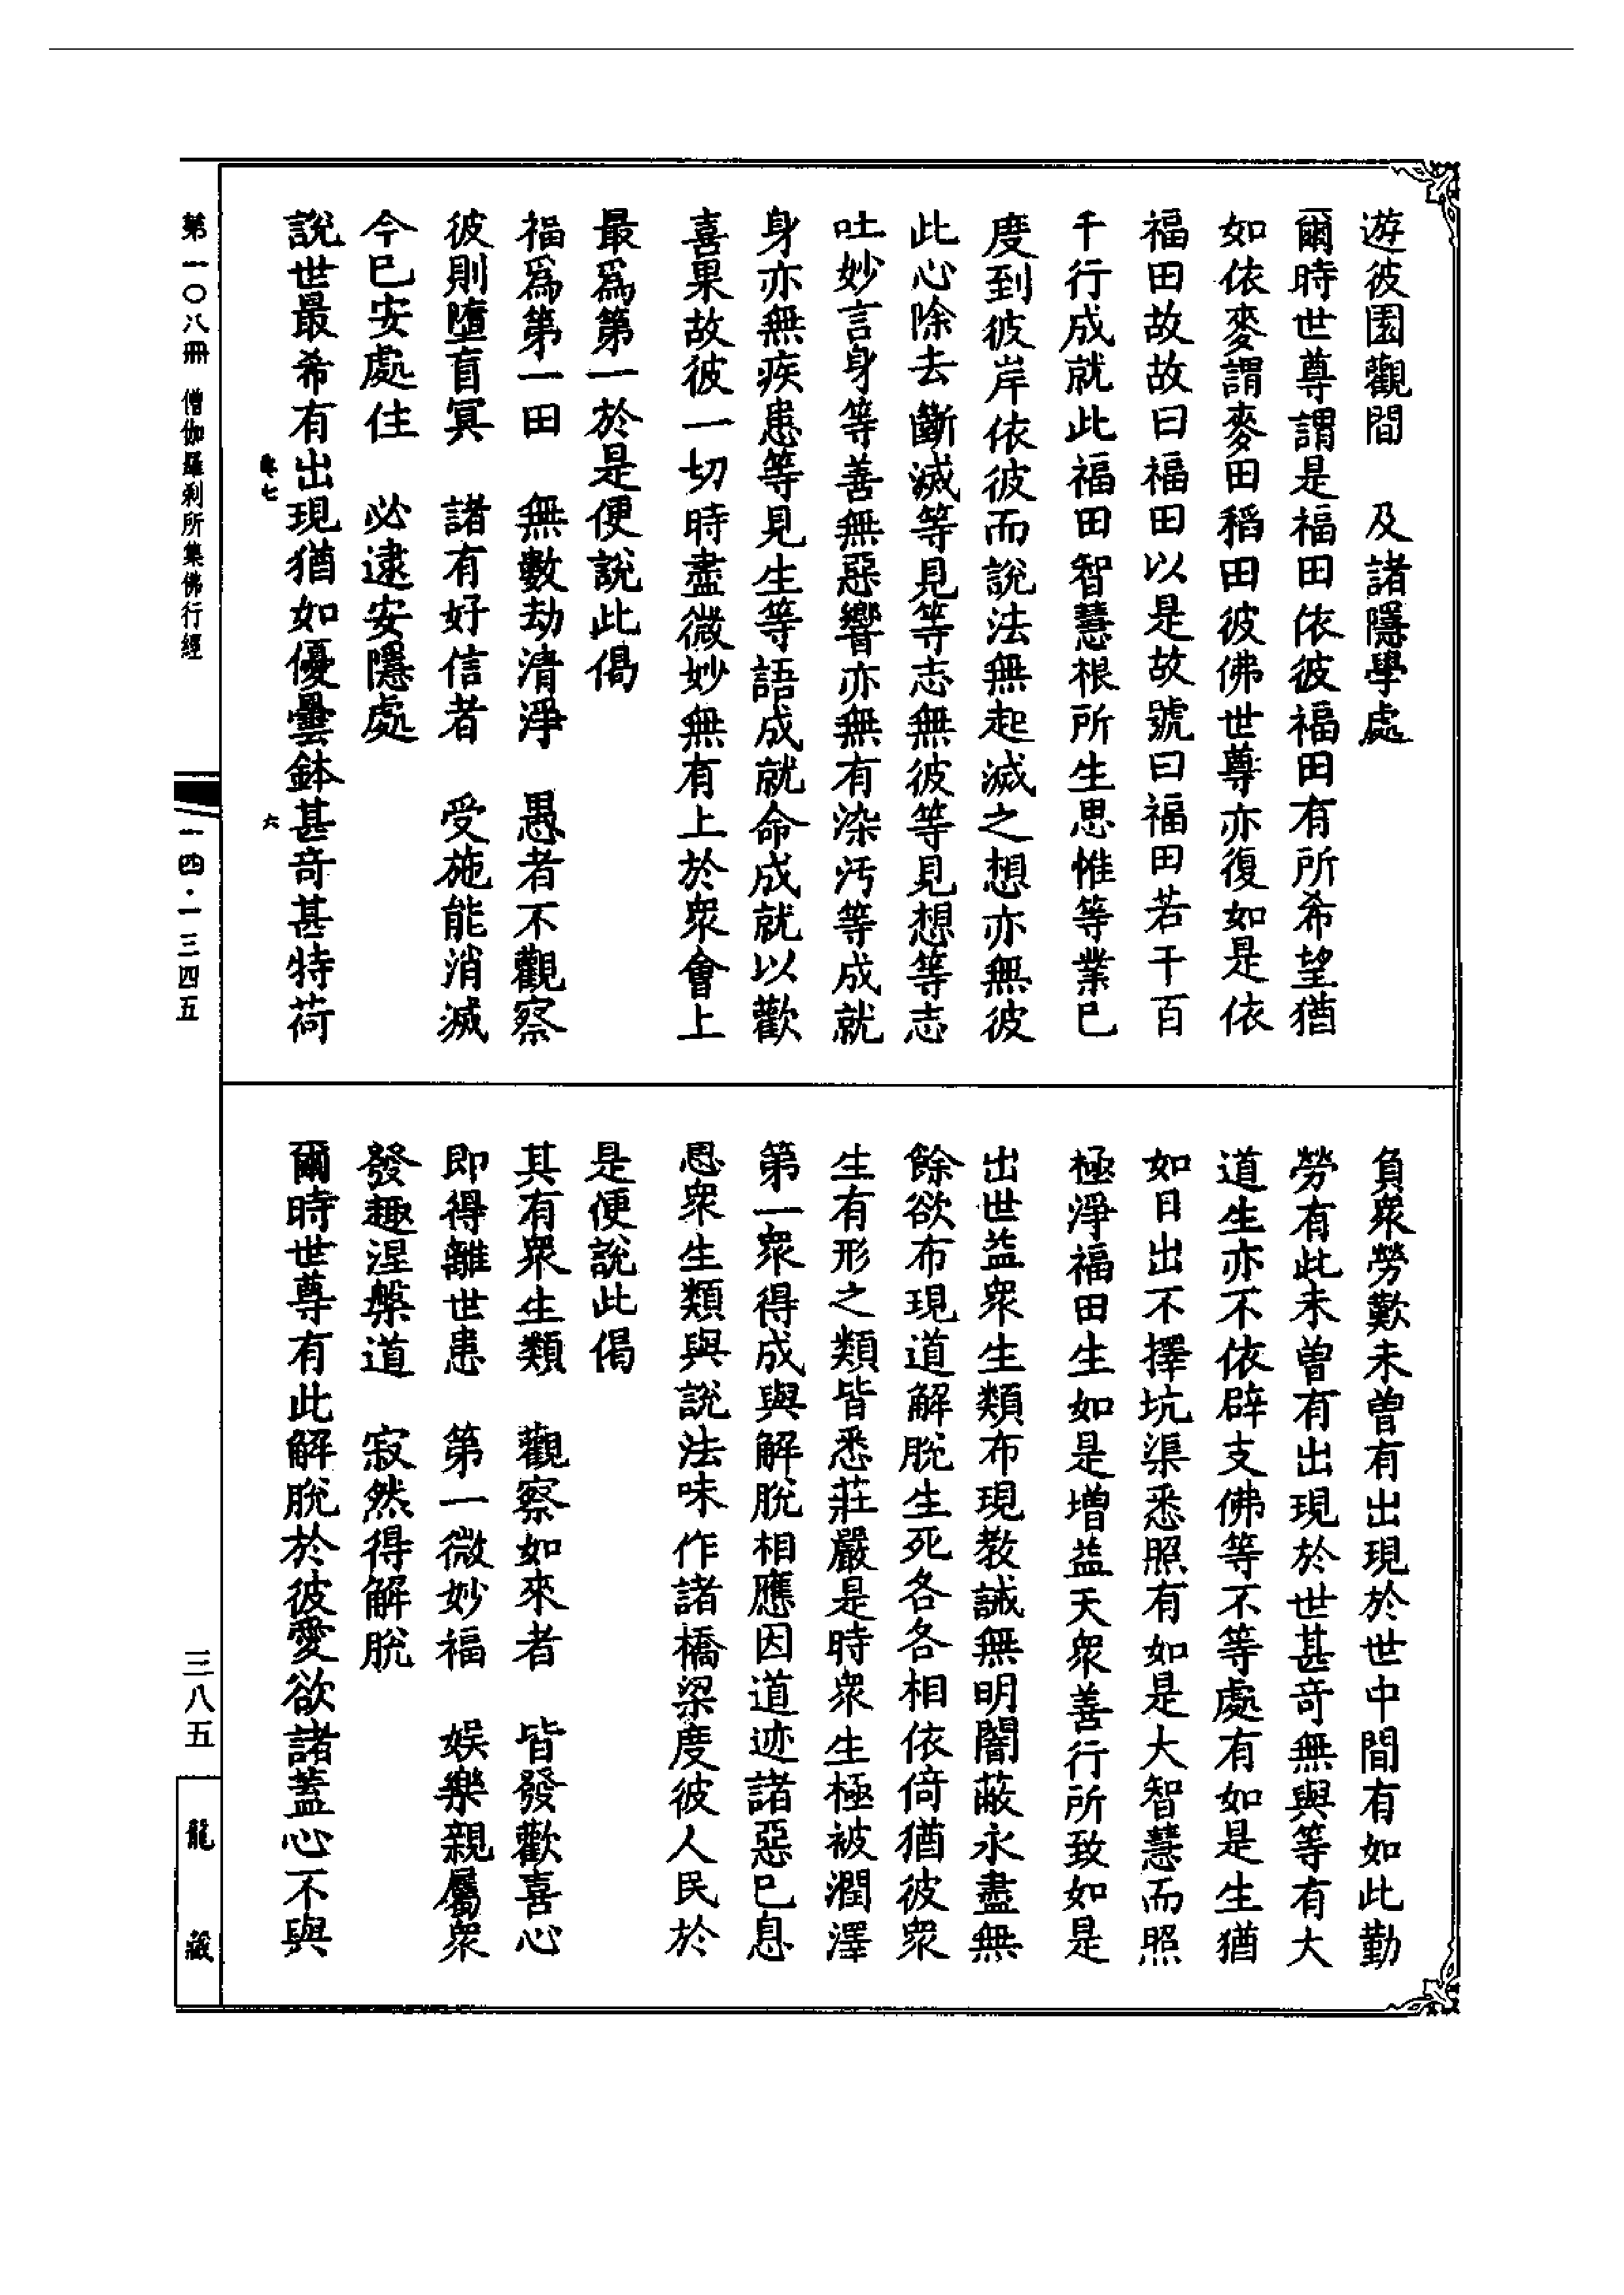 遊彼園觀間　及諸隱學處
爾時世尊謂是福田依彼福田有所希望猶
如依麥謂麥田稻田彼佛世尊亦復如是依
福田故故曰福田以是故號曰福田若干百
千行成就此福田智慧根所生思惟等業已
度到彼岸依彼而說法無起滅之想亦無彼
此心除去斷滅等見等志無彼等見想等志
吐妙言身等善無惡響亦無有染污等成就
身亦無疾患等見生等語成就命成就以歡
喜果故彼一切時盡微妙無有上於眾會上
最爲第一於是便說此偈
福爲第一田　無數劫清淨　愚者不觀察
彼則墮盲冥　諸有好信者　受施能消滅
今已安處住　必逮安隱處
說世最希有出現猶如優曇鉢甚奇甚特荷
負眾勞歎未曾有出現於世中間有如此勤
勞有此未曾有出現於世甚奇無與等有大
道生亦不依辟支佛等不等處有如是生猶
如日出不擇坑渠悉照有如是大智慧而照
極淨福田生如是增益天眾善行所致如是
出世益眾生類布現教誡無明闇蔽永盡無
餘欲布現道解脫生死各各相依倚猶彼眾
生有形之類皆悉莊嚴是時眾生極被潤澤
第一眾得成與解脫相應因道迹諸惡已息
恩眾生類與說法味作諸橋梁度彼人民於
是便說此偈
其有眾生類　觀察如來者　皆發歡喜心
即得離世患　第一微妙福　娛樂親屬眾
發趣涅槃道　寂然得解脫
爾時世尊有此解脫於彼愛欲諸蓋心不與
卷七　六
第一〇八冊　僧伽羅剎所集佛行經
一四·一三四五
三八五
龍藏